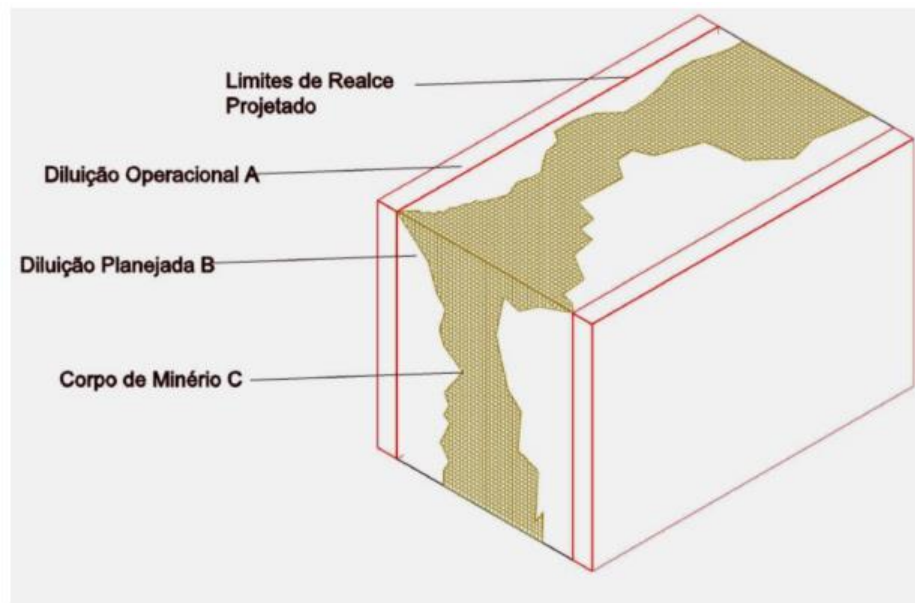 Limites de Realce
Projetado
Diluição Operacional A
Diluição Planejada B
Corpo de Minério C